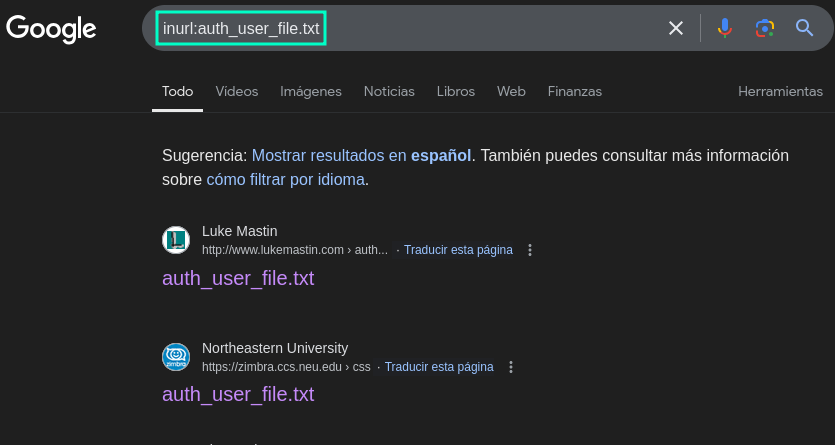 Google
inurl:auth_user_file.txt
Todo Vídeos Imágenes Noticias Libros Web Finanzas Herramientas
Sugerencia: Mostrar resultados en español. También puedes consultar más información
sobre cómo filtrar por idioma.
Luke Mastin
http://www.lukemastin.com › auth... · Traducir esta página
auth_user_file.txt
zimbra
Northeastern University
https://zimbra.ccs.neu.edu › css · Traducir esta página
auth_user_file.txt